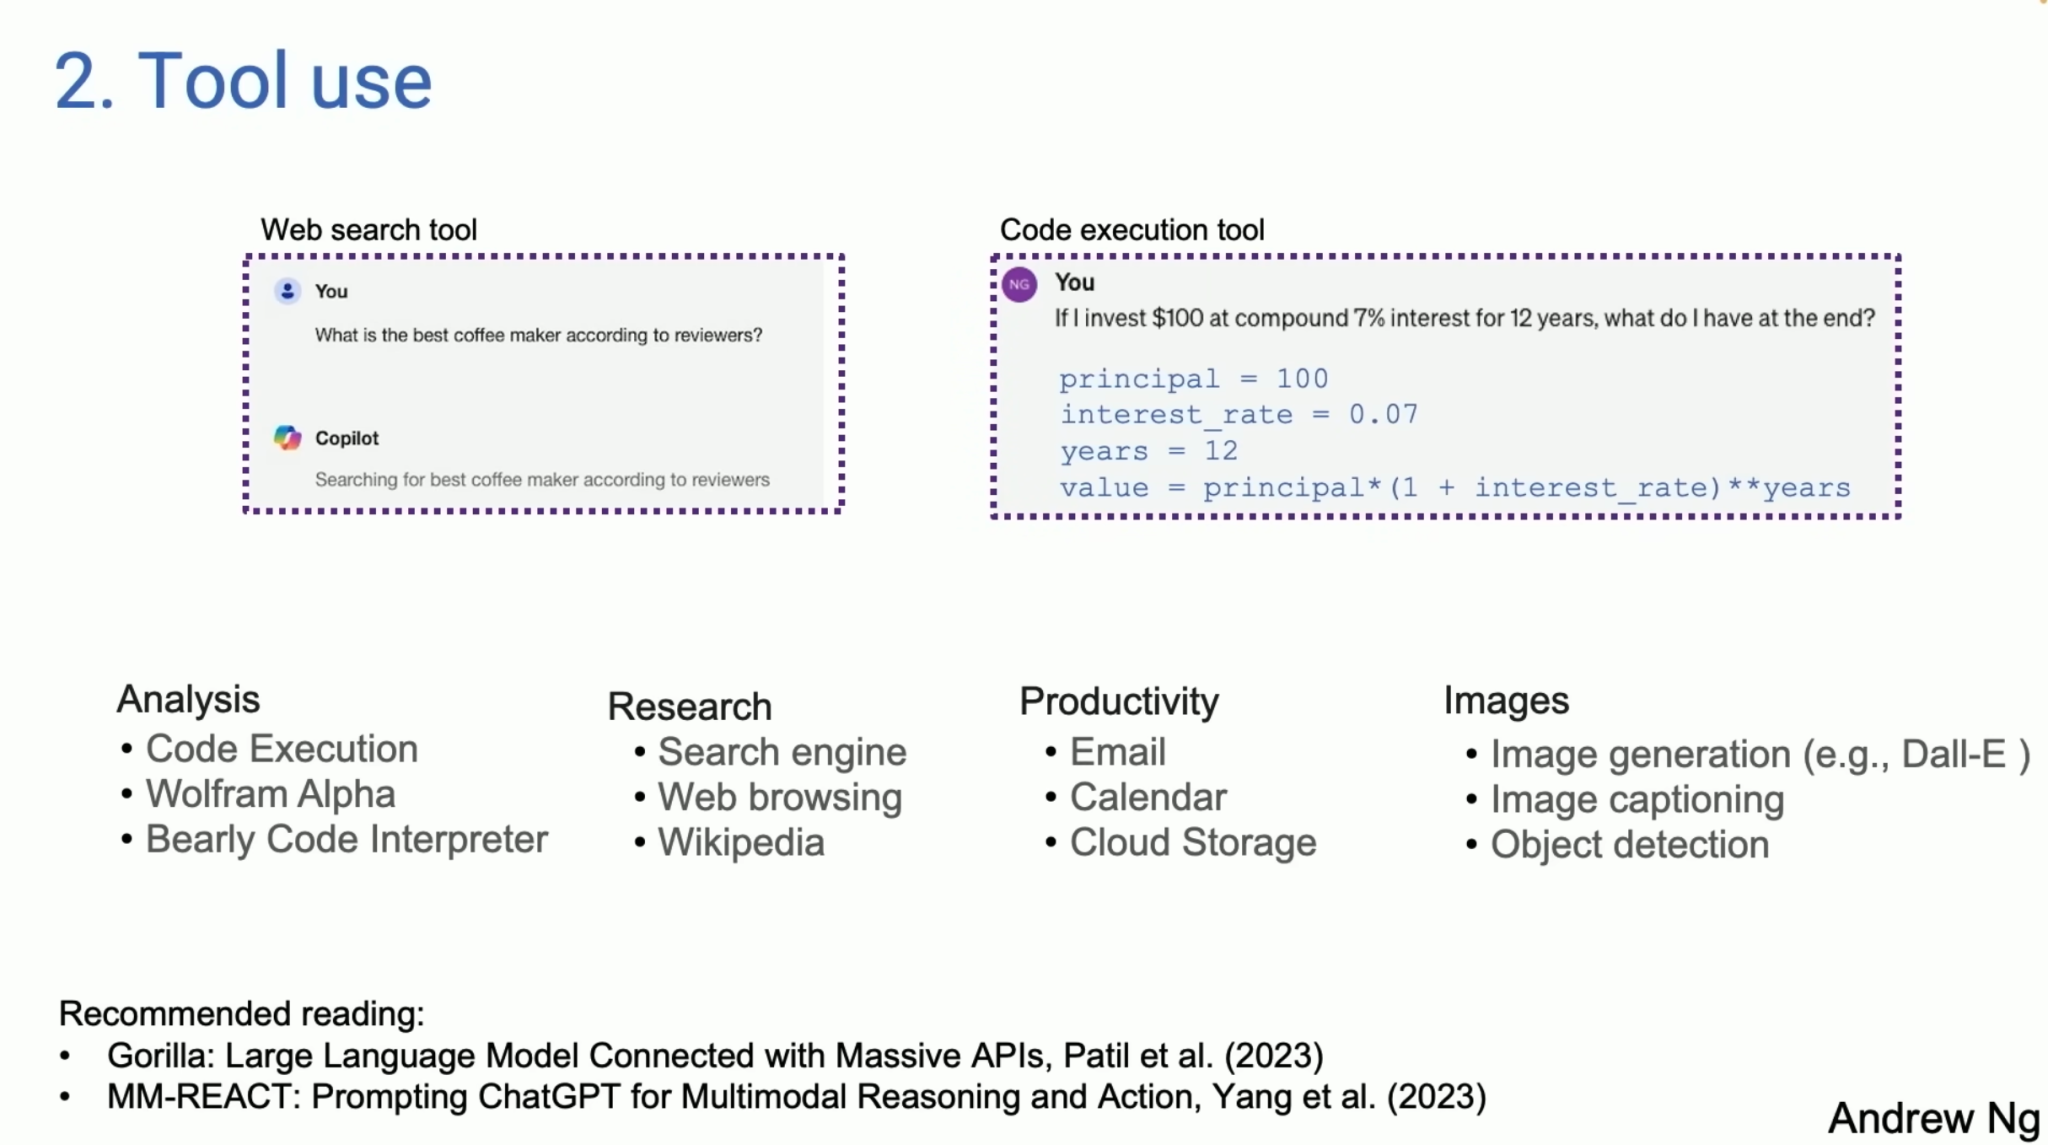 2. Tool use
Web search tool
You
What is the best coffee maker according to reviewers?
Copilot
Searching for best coffee maker according to reviewers
Code execution tool
NG
You
If I invest $100 at compound 7% interest for 12 years, what do I have at the end?
principal = 100
interest_rate = 0.07
years = 12
value = principal*(1 + interest_rate)**years
Analysis
• Code Execution
• Wolfram Alpha
• Bearly Code Interpreter
Research
• Search engine
• Web browsing
• Wikipedia
Productivity
• Email
• Calendar
• Cloud Storage
Images
• Image generation (e.g., Dall-E )
• Image captioning
• Object detection
Recommended reading:
• Gorilla: Large Language Model Connected with Massive APIs, Patil et al. (2023)
• MM-REACT: Prompting ChatGPT for Multimodal Reasoning and Action, Yang et al. (2023)
Andrew Ng